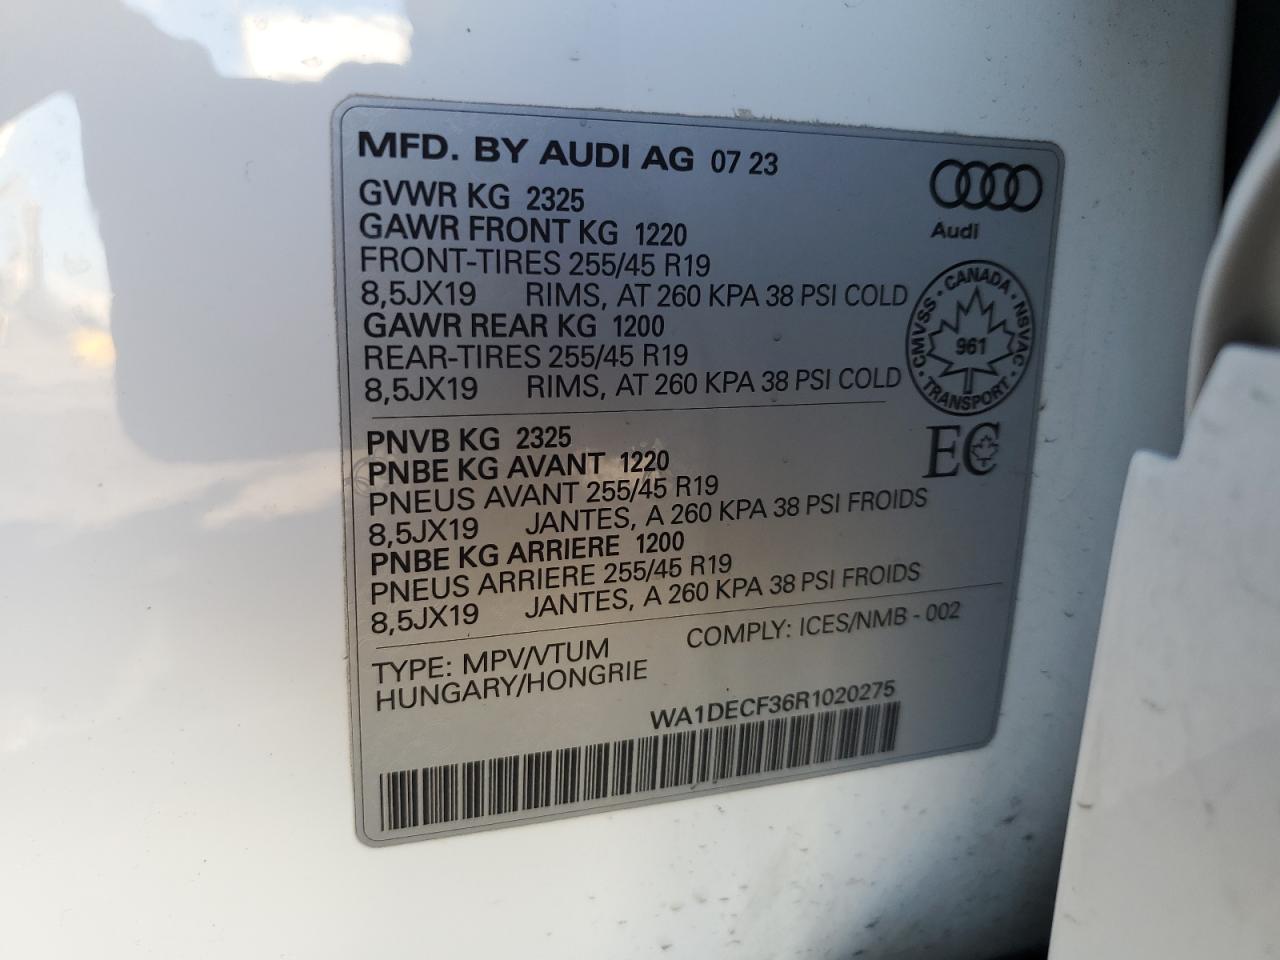 MFD. BY AUDI AG 07 23
GVWR KG 2325
GAWR FRONT KG 1220
FRONT-TIRES 255/45 R19
8,5JX19 RIMS, AT 260 KPA 38 PSI COLD
GAWR REAR KG 1200
REAR-TIRES 255/45 R19
8,5JX19 RIMS, AT 260 KPA 38 PSI COLD
Audi
CMVSS · CANADA · NSVAC · TRANSPORT ·
961
EC
PNVB KG 2325
PNBE KG AVANT 1220
PNEUS AVANT 255/45 R19
8,5JX19 JANTES, A 260 KPA 38 PSI FROIDS
PNBE KG ARRIERE 1200
PNEUS ARRIERE 255/45 R19
8,5JX19 JANTES, A 260 KPA 38 PSI FROIDS
TYPE: MPV/VTUM COMPLY: ICES/NMB - 002
HUNGARY/HONGRIE
WA1DECF36R1020275